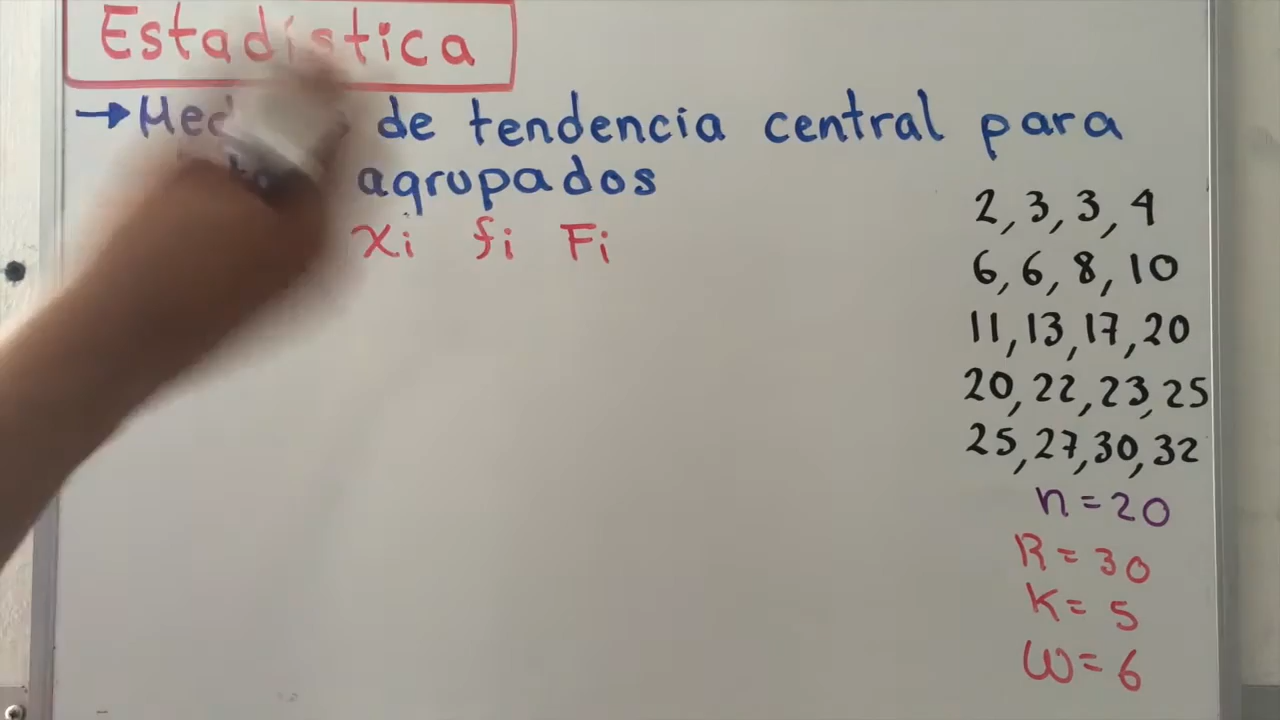 Estadística
→ de tendencia central para
agrupados
xi fi Fi
2, 3, 3, 4
6, 6, 8, 10
11, 13, 17, 20
20, 22, 23, 25
25, 27, 30, 32
n = 20
R = 30
K = 5
W = 6